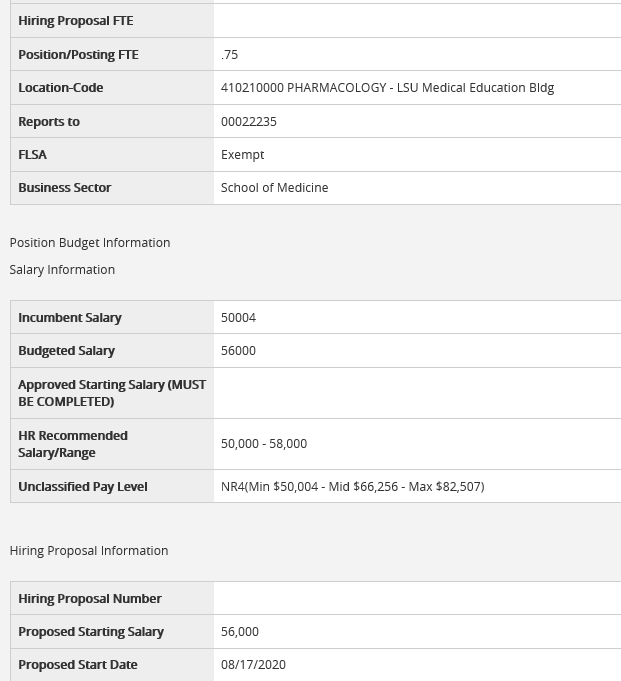 Hiring Proposal FTE
Position/Posting FTE .75
Location-Code 410210000 PHARMACOLOGY - LSU Medical Education Bldg
Reports to 00022235
FLSA Exempt
Business Sector School of Medicine
Position Budget Information
Salary Information
Incumbent Salary 50004
Budgeted Salary 56000
Approved Starting Salary (MUST
BE COMPLETED)
HR Recommended
Salary/Range 50,000 - 58,000
Unclassified Pay Level NR4(Min $50,004 - Mid $66,256 - Max $82,507)
Hiring Proposal Information
Hiring Proposal Number
Proposed Starting Salary 56,000
Proposed Start Date 08/17/2020